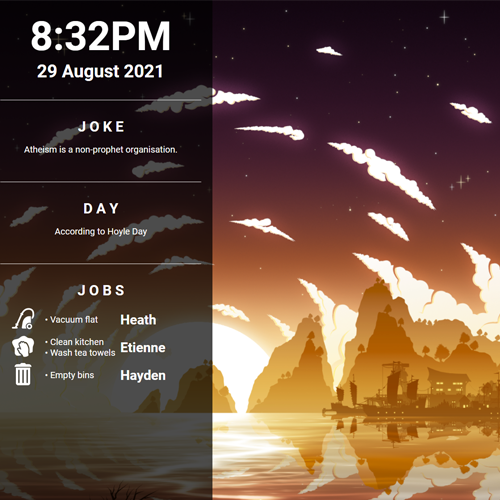 8:32PM
29 August 2021
JOKE
Atheism is a non-prophet organisation.
DAY
According to Hoyle Day
JOBS
• Vacuum flat Heath
• Clean kitchen
• Wash tea towels Etienne
• Empty bins Hayden